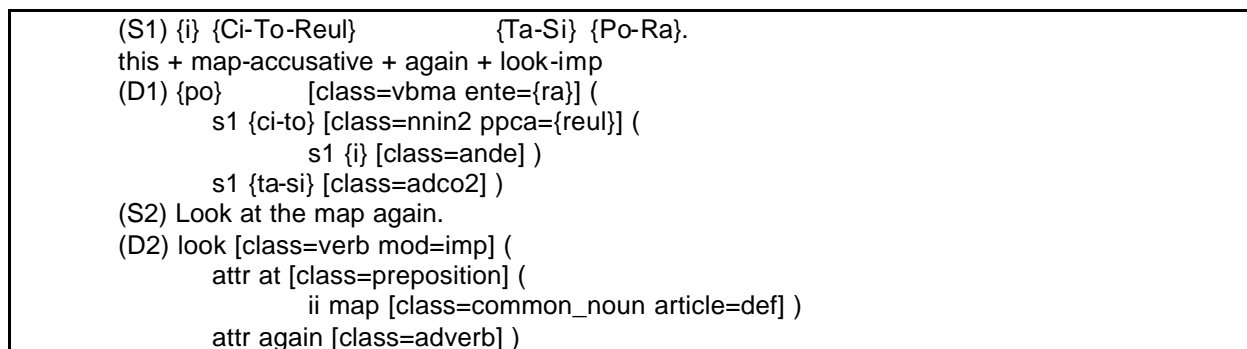 (S1) {i} {Ci-To-Reul} {Ta-Si} {Po-Ra}.
this + map-accusative + again + look-imp
(D1) {po} [class=vbma ente={ra}] (
s1 {ci-to} [class=nnin2 ppca={reul}] (
s1 {i} [class=ande] )
s1 {ta-si} [class=adco2] )
(S2) Look at the map again.
(D2) look [class=verb mod=imp] (
attr at [class=preposition] (
ii map [class=common_noun article=def] )
attr again [class=adverb] )